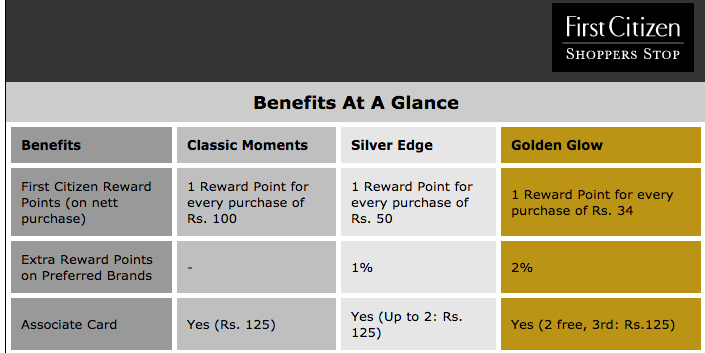 First Citizen
SHOPPERS STOP
Benefits At A Glance
Benefits
Classic Moments
Silver Edge
Golden Glow
First Citizen Reward
Points (on nett
purchase)
1 Reward Point for
every purchase of
Rs. 100
1 Reward Point for
every purchase of
Rs. 50
1 Reward Point for every
purchase of Rs. 34
Extra Reward Points
on Preferred Brands
-
1%
2%
Associate Card
Yes (Rs. 125)
Yes (Up to 2: Rs.
125)
Yes (2 free, 3rd: Rs.125)